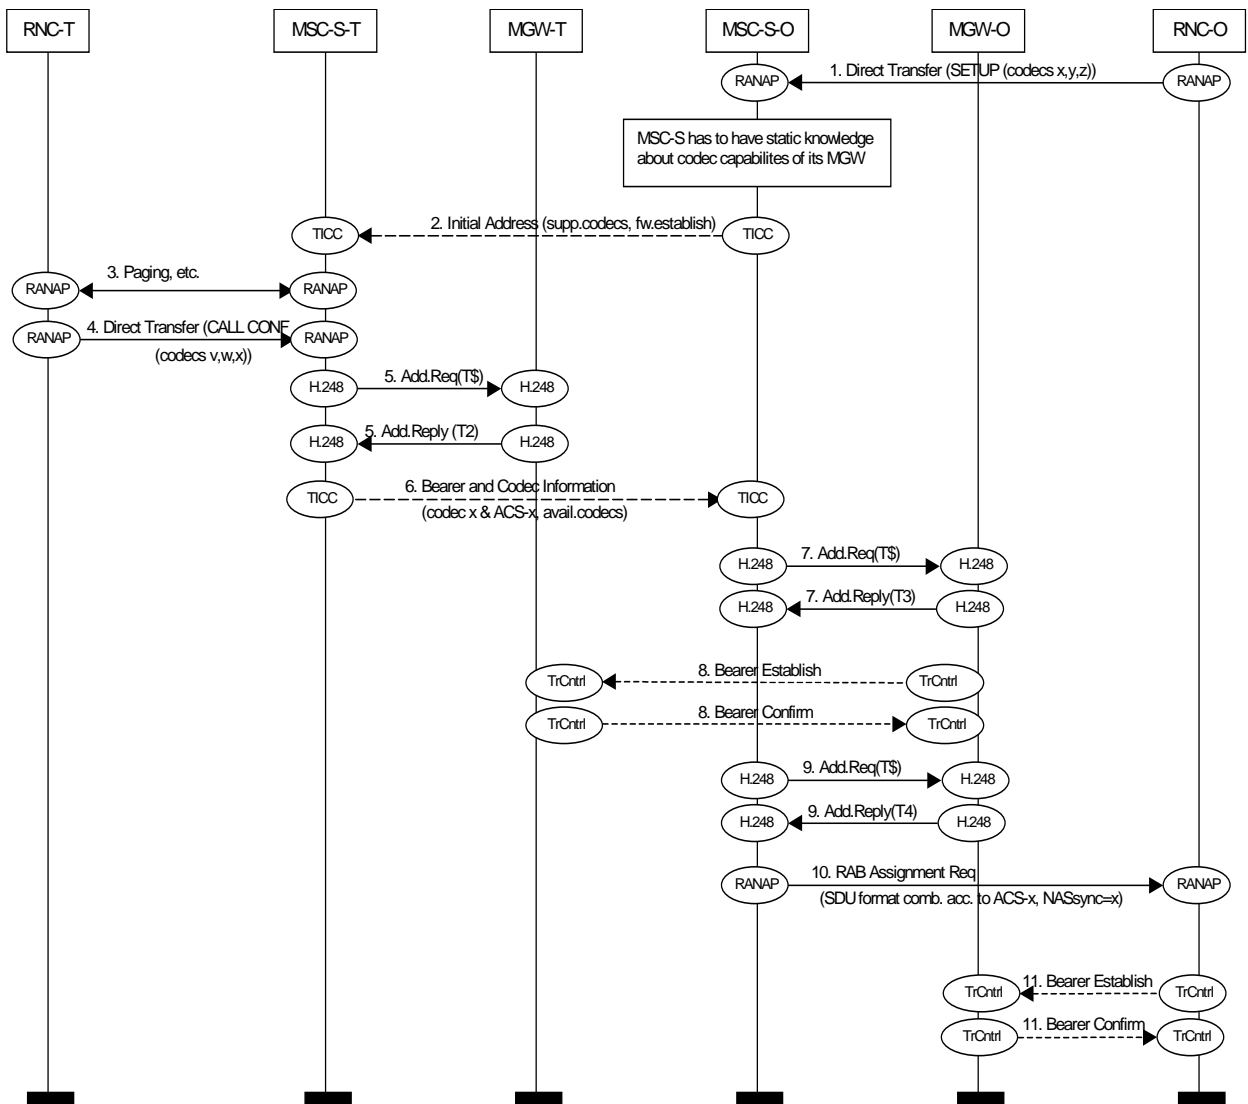 RNC-T MSC-S-T MGW-T MSC-S-O MGW-O RNC-O
1. Direct Transfer (SETUP (codecs x,y,z))
RANAP RANAP
MSC-S has to have static knowledge
about codec capabilites of its MGW
2. Initial Address (supp.codecs, fw.establish)
TICC TICC
3. Paging, etc.
RANAP RANAP
4. Direct Transfer (CALL CONF
RANAP RANAP
(codecs v,w,x))
5. Add.Req(T$)
H.248 H.248
5. Add.Reply (T2)
H.248 H.248
6. Bearer and Codec Information
TICC TICC
(codec x & ACS-x, avail.codecs)
7. Add.Req(T$)
H.248 H.248
7. Add.Reply(T3)
H.248 H.248
8. Bearer Establish
TrCntrl TrCntrl
8. Bearer Confirm
TrCntrl TrCntrl
9. Add.Req(T$)
H.248 H.248
9. Add.Reply(T4)
H.248 H.248
10. RAB Assignment Req
RANAP RANAP
(SDU format comb. acc. to ACS-x, NASsync=x)
11. Bearer Establish
TrCntrl TrCntrl
11. Bearer Confirm
TrCntrl TrCntrl